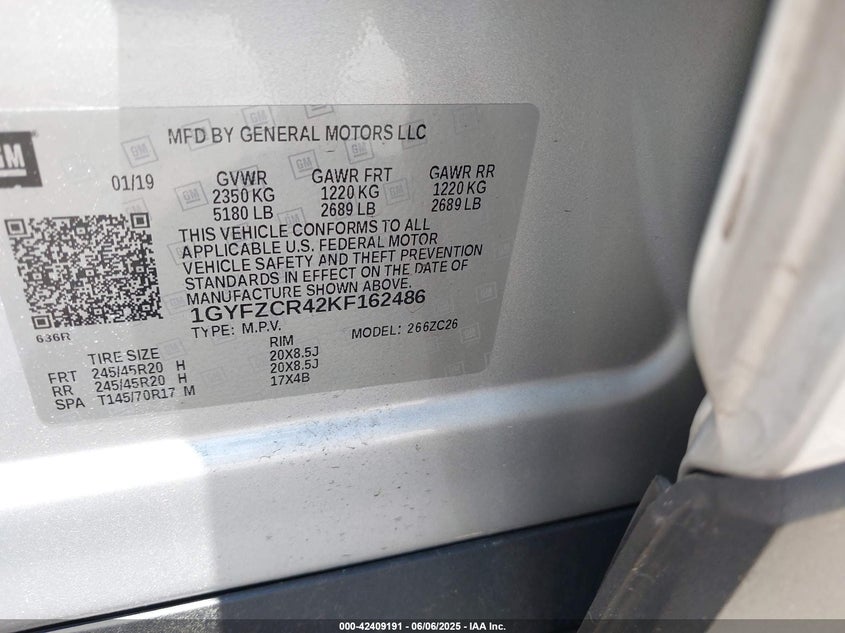 GM
MFD BY GENERAL MOTORS LLC
01/19
GVWR GAWR FRT GAWR RR
2350 KG 1220 KG 1220 KG
5180 LB 2689 LB 2689 LB
THIS VEHICLE CONFORMS TO ALL
APPLICABLE U.S. FEDERAL MOTOR
VEHICLE SAFETY AND THEFT PREVENTION
STANDARDS IN EFFECT ON THE DATE OF
MANUFACTURE SHOWN ABOVE.
1GYFZCR42KF162486
636R
TYPE: M.P.V. MODEL: 266ZC26
TIRE SIZE RIM
FRT 245/45R20 H 20X8.5J
RR 245/45R20 H 20X8.5J
SPA T145/70R17 M 17X4B
000-42409191 - 06/06/2025 - IAA Inc.